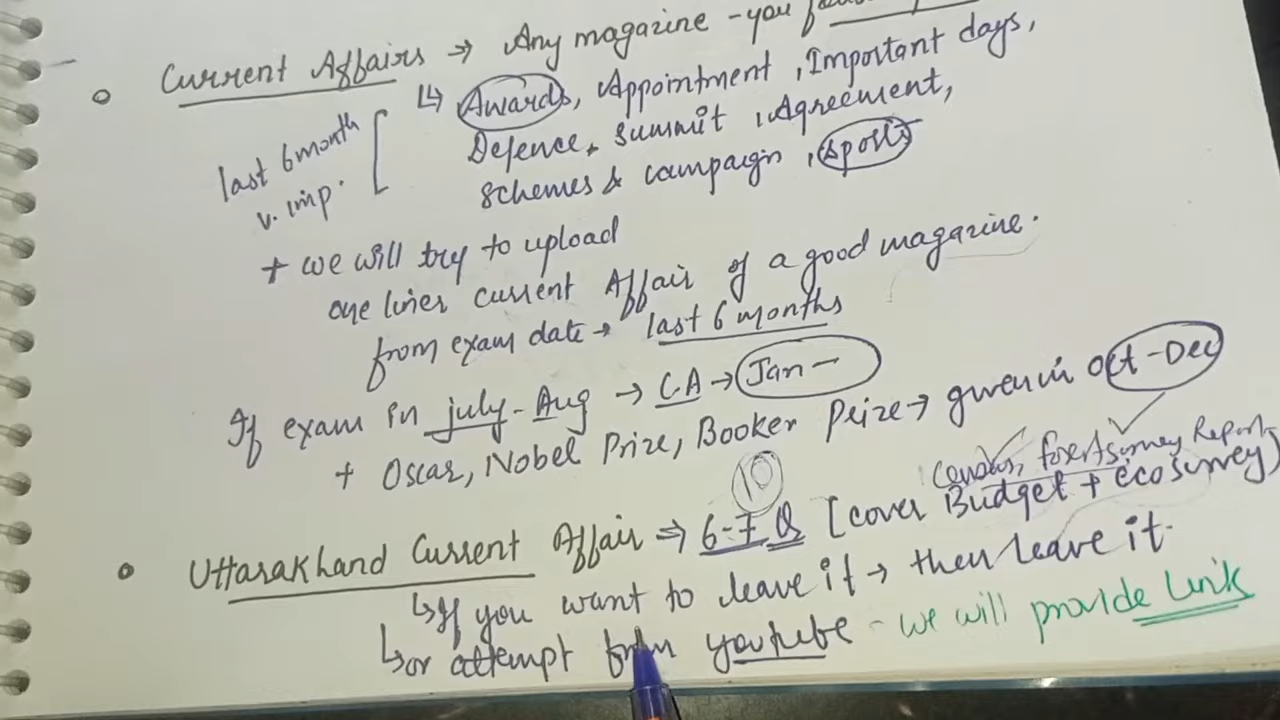 Current Affairs → Any magazine - you
↳ Awards, Appointment, Important days,
last 6 month
v. imp.
Defence, Summit, Agreement,
Schemes & campaign, Sports
+ we will try to upload
one liner current Affair of a good magazine.
from exam date → last 6 months
If exam in july-Aug → CA → Jan -
+ Oscar, Nobel Prize, Booker Prize → given in Oct-Dec
10
Census, forest survey Report
Uttarakhand Current Affair ⇒ 6-7 Q [cover Budget + eco survey)
↳ If you want to leave it → then leave it.
↳ or attempt from youtube - we will provide link